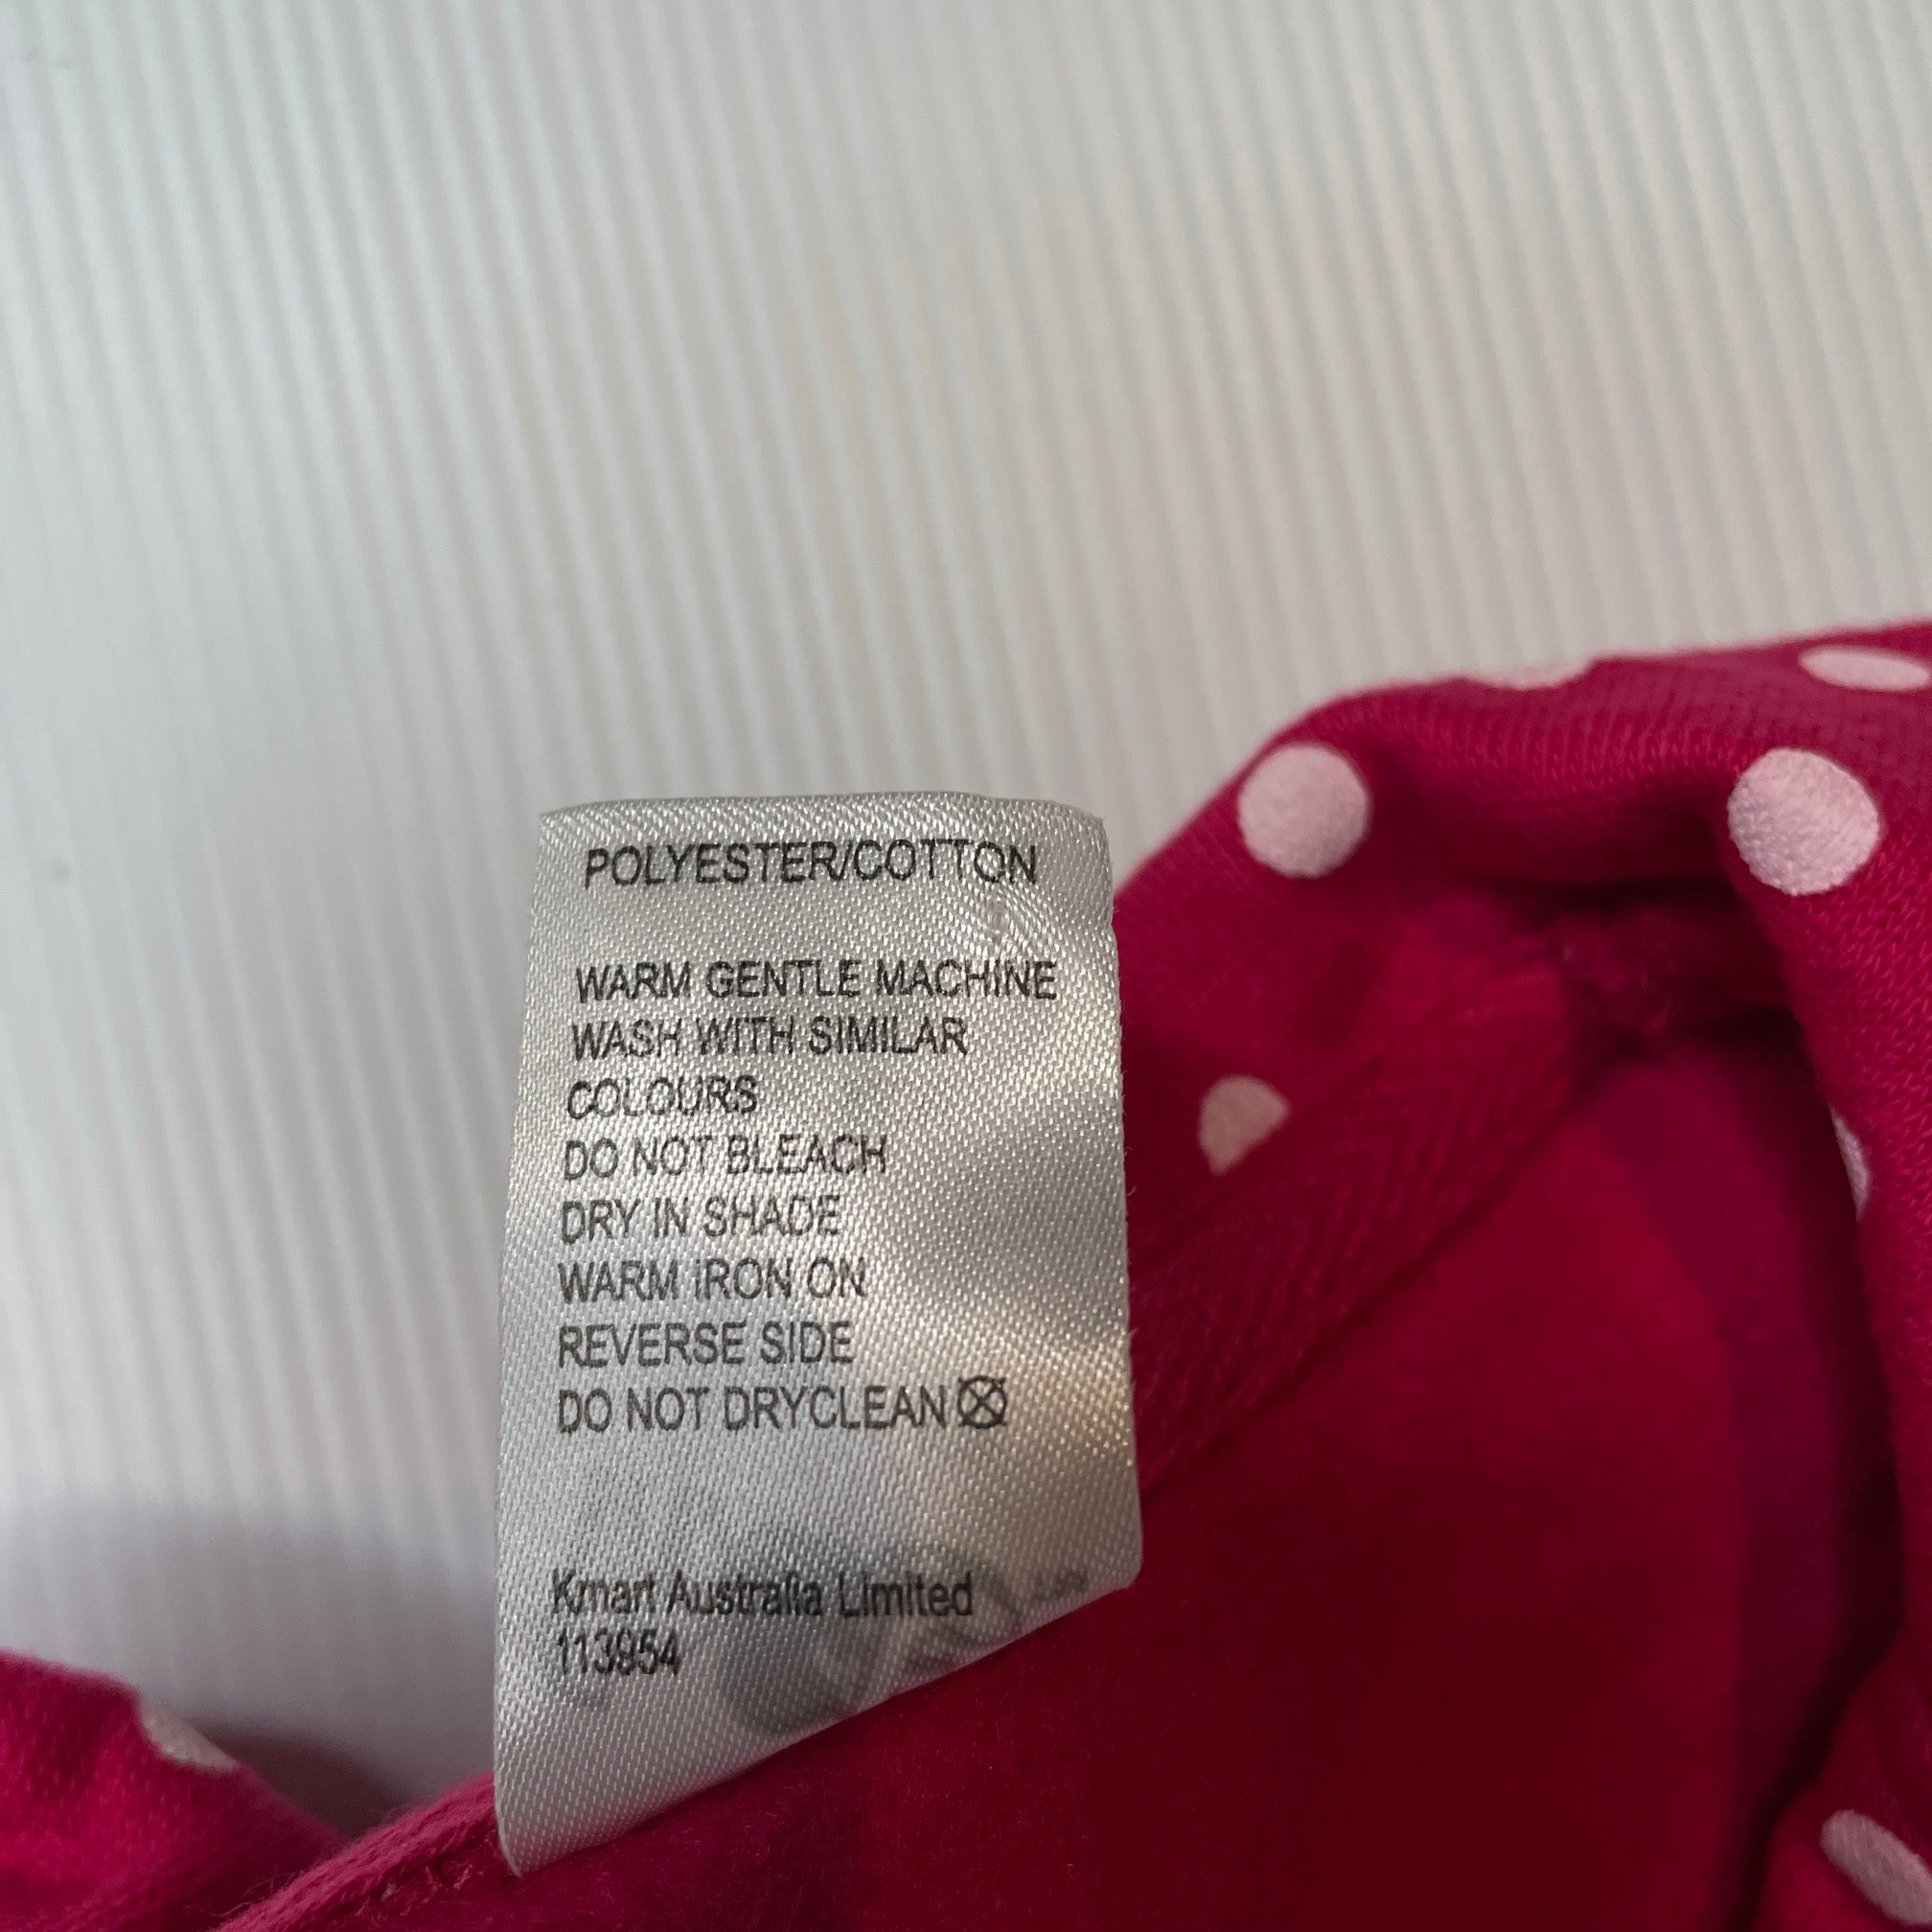 POLYESTER/COTTON
WARM GENTLE MACHINE
WASH WITH SIMILAR
COLOURS
DO NOT BLEACH
DRY IN SHADE
WARM IRON ON
REVERSE SIDE
DO NOT DRYCLEAN
Kmart Australia Limited
113954